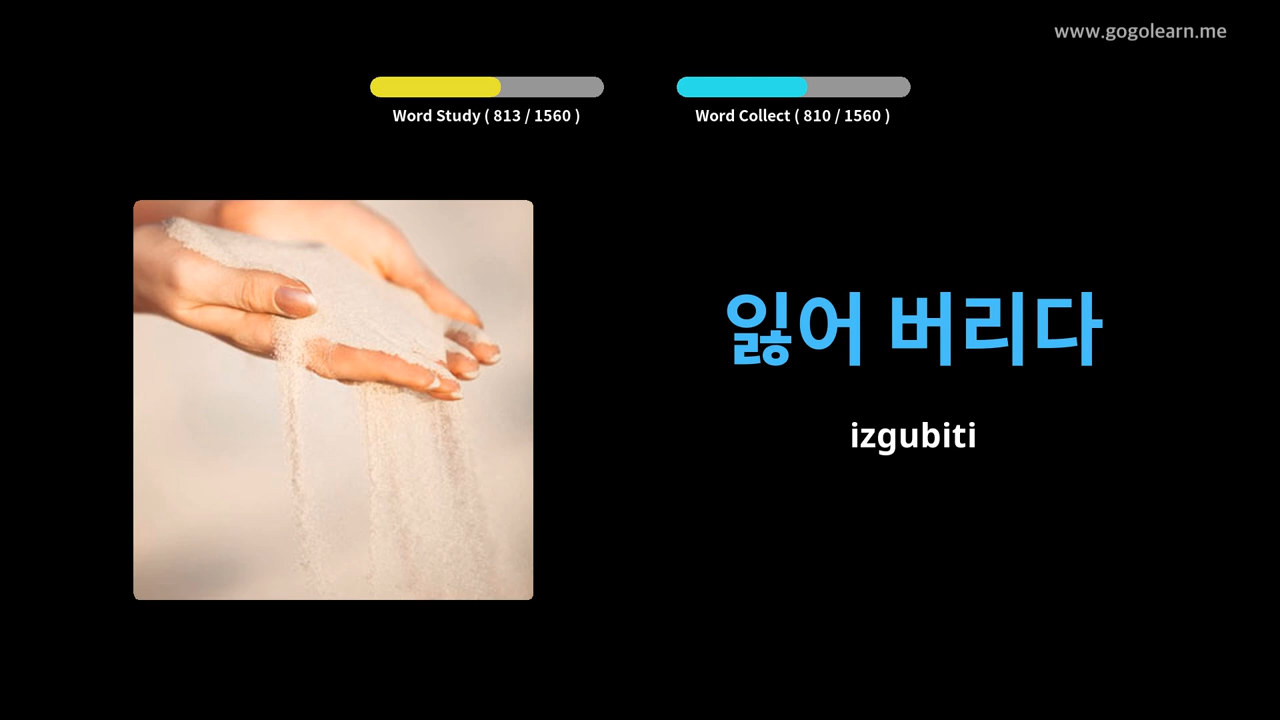 www.gogolearn.me
Word Study ( 813 / 1560 )
Word Collect ( 810 / 1560 )
잃어 버리다
izgubiti